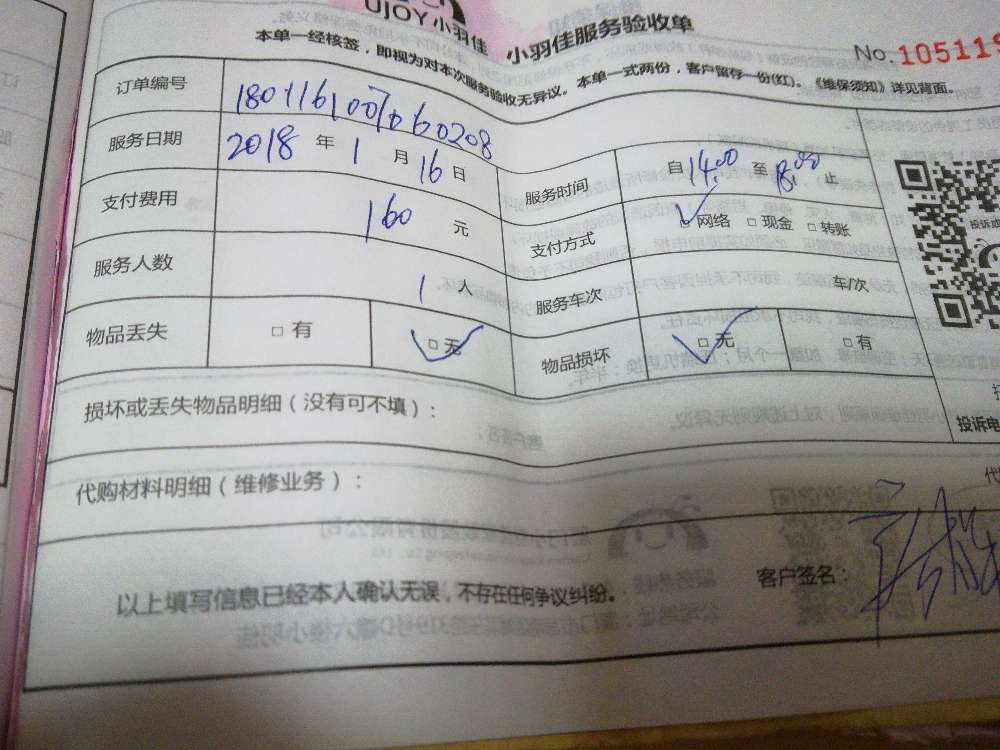 UJOY小羽佳 小羽佳服务验收单
No.105119
本单一经核签，即视为对本次服务验收无异议。本单一式两份，客户留存一份(红)。《维保须知》详见背面。
订单编号 1801161007060208
服务日期 2018 年 1 月 16 日 服务时间 自 14:00 至 18:00 止
支付费用 160 元 支付方式 □网络 □现金 □转账
服务人数 1 人 服务车次 车/次
物品丢失 □有 □无 物品损坏 □无 □有
损坏或丢失物品明细（没有可不填）：
投诉电
代购材料明细（维修业务）：
以上填写信息已经本人确认无误，不存在任何争议纠纷。
客户签名：